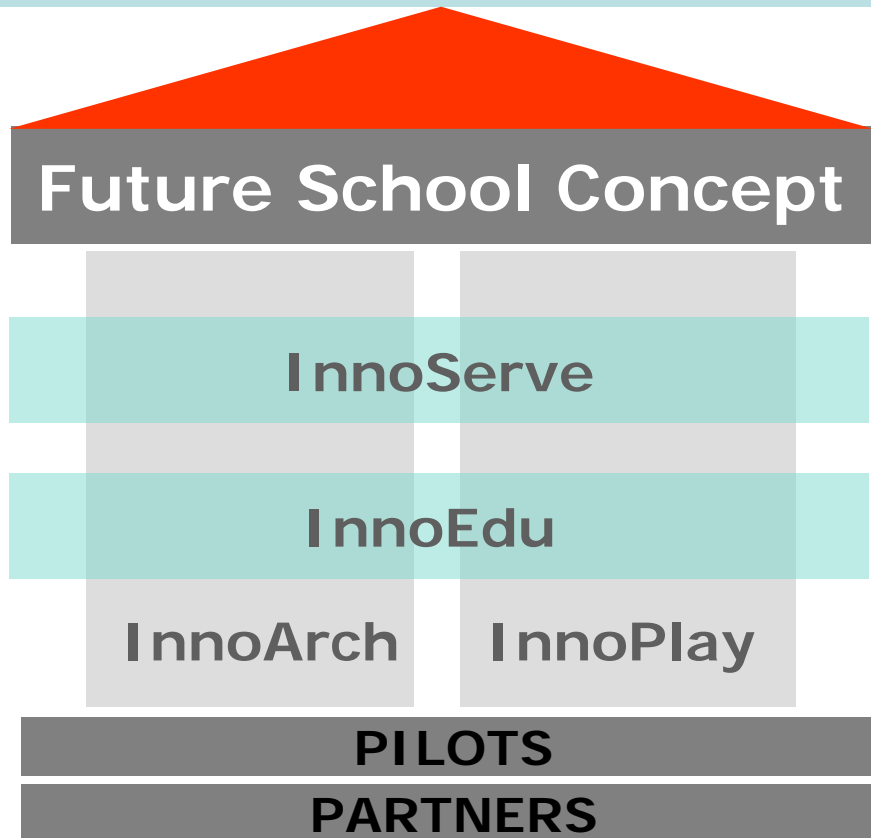 Future School Concept
InnoServe
InnoEdu
InnoArch InnoPlay
PILOTS
PARTNERS